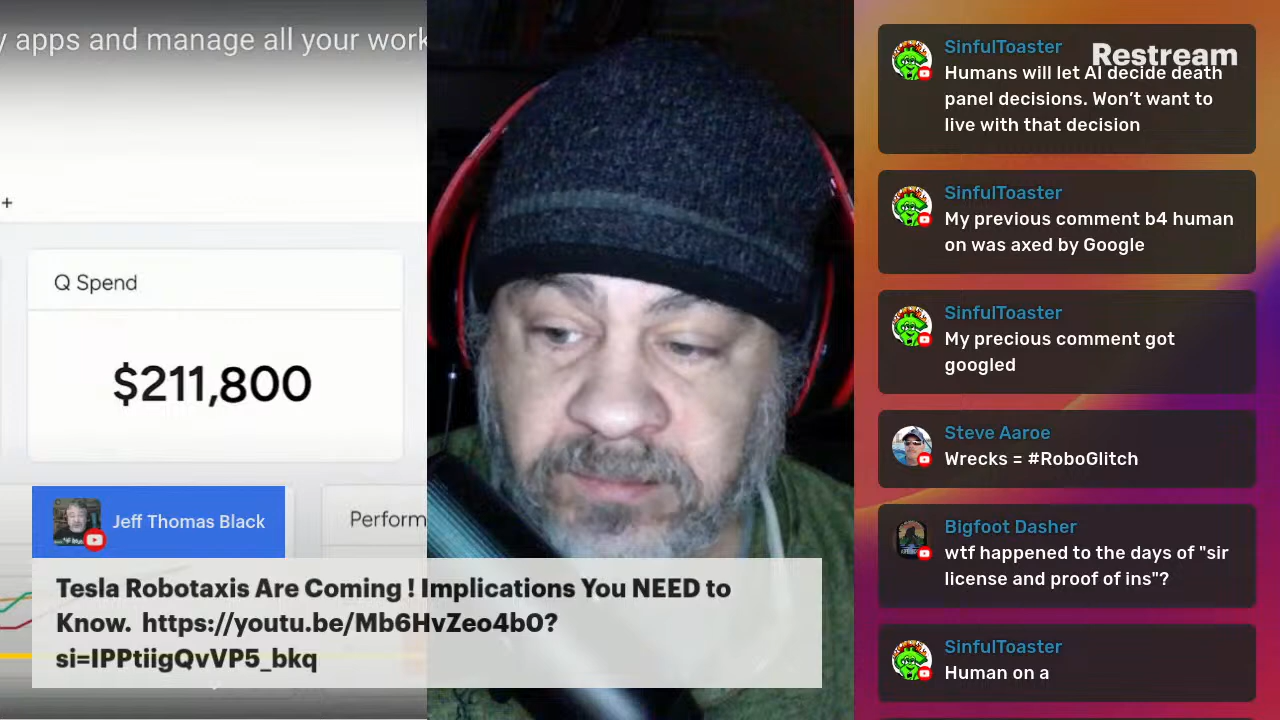 y apps and manage all your work
+
Q Spend
$211,800
Perform
Jeff Thomas Black
Tesla Robotaxis Are Coming ! Implications You NEED to
Know. https://youtu.be/Mb6HvZeo4b0?
si=IPPtiigQvVP5_bkq
Restream
SinfulToaster
Humans will let AI decide death
panel decisions. Won’t want to
live with that decision
SinfulToaster
My previous comment b4 human
on was axed by Google
SinfulToaster
My precious comment got
googled
Steve Aaroe
Wrecks = #RoboGlitch
Bigfoot Dasher
wtf happened to the days of "sir
license and proof of ins"?
SinfulToaster
Human on a